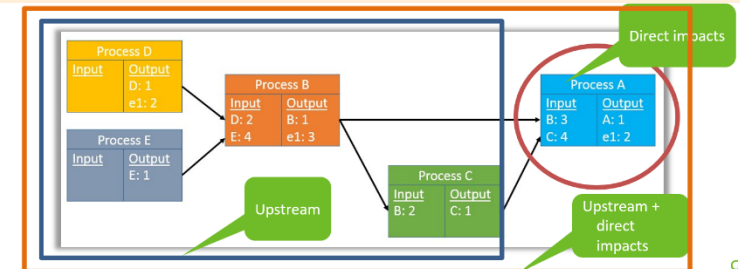 Direct impacts
Process D
Input Output
D: 1
e1: 2
Process B
Input Output
D: 2 B: 1
E: 4 e1: 3
Process A
Input Output
B: 3 A: 1
C: 4 e1: 2
Process E
Input Output
E: 1
Process C
Input Output
B: 2 C: 1
Upstream
Upstream +
direct
impacts